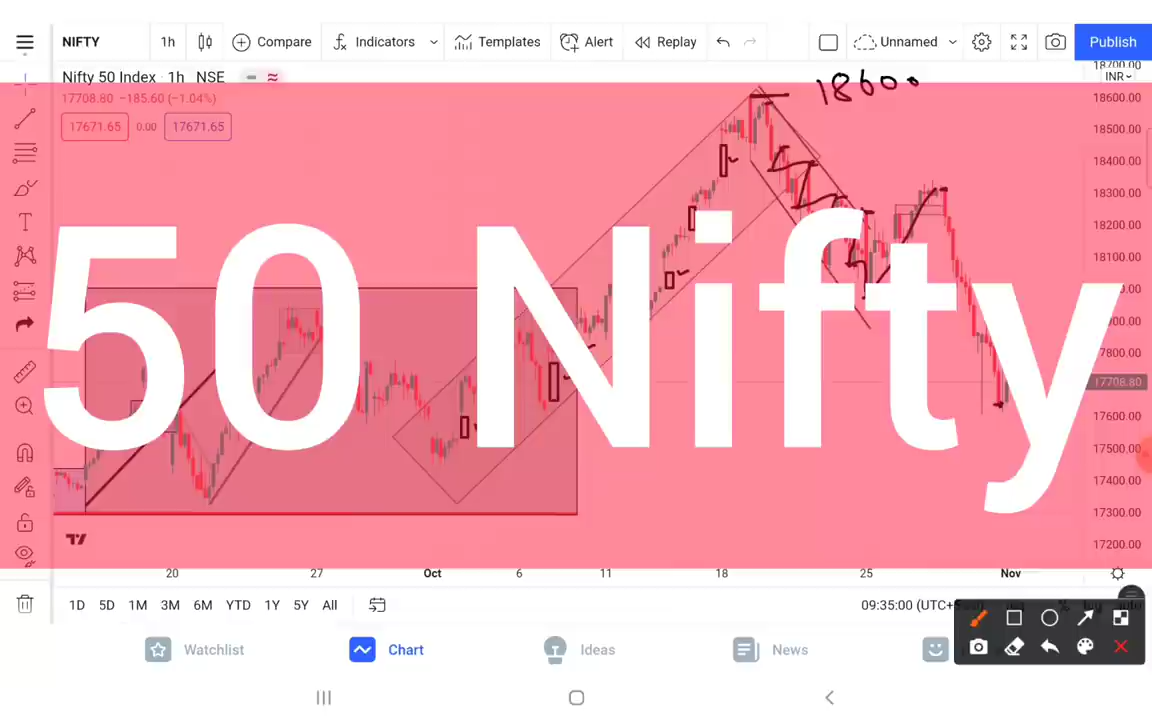 NIFTY 1h Compare Indicators Templates Alert Replay Unnamed Publish
Nifty 50 Index · 1h NSE
17708.80 −185.60 (−1.04%)
17671.65 0.00 17671.65
18600
50 Nifty
18700.00
INR
18600.00
18500.00
18400.00
18300.00
18200.00
18100.00
17800.00
17708.80
17600.00
17500.00
17400.00
17300.00
17200.00
20 27 Oct 6 11 18 25 Nov
1D 5D 1M 3M 6M YTD 1Y 5Y All 09:35:00 (UTC+
Watchlist Chart Ideas News